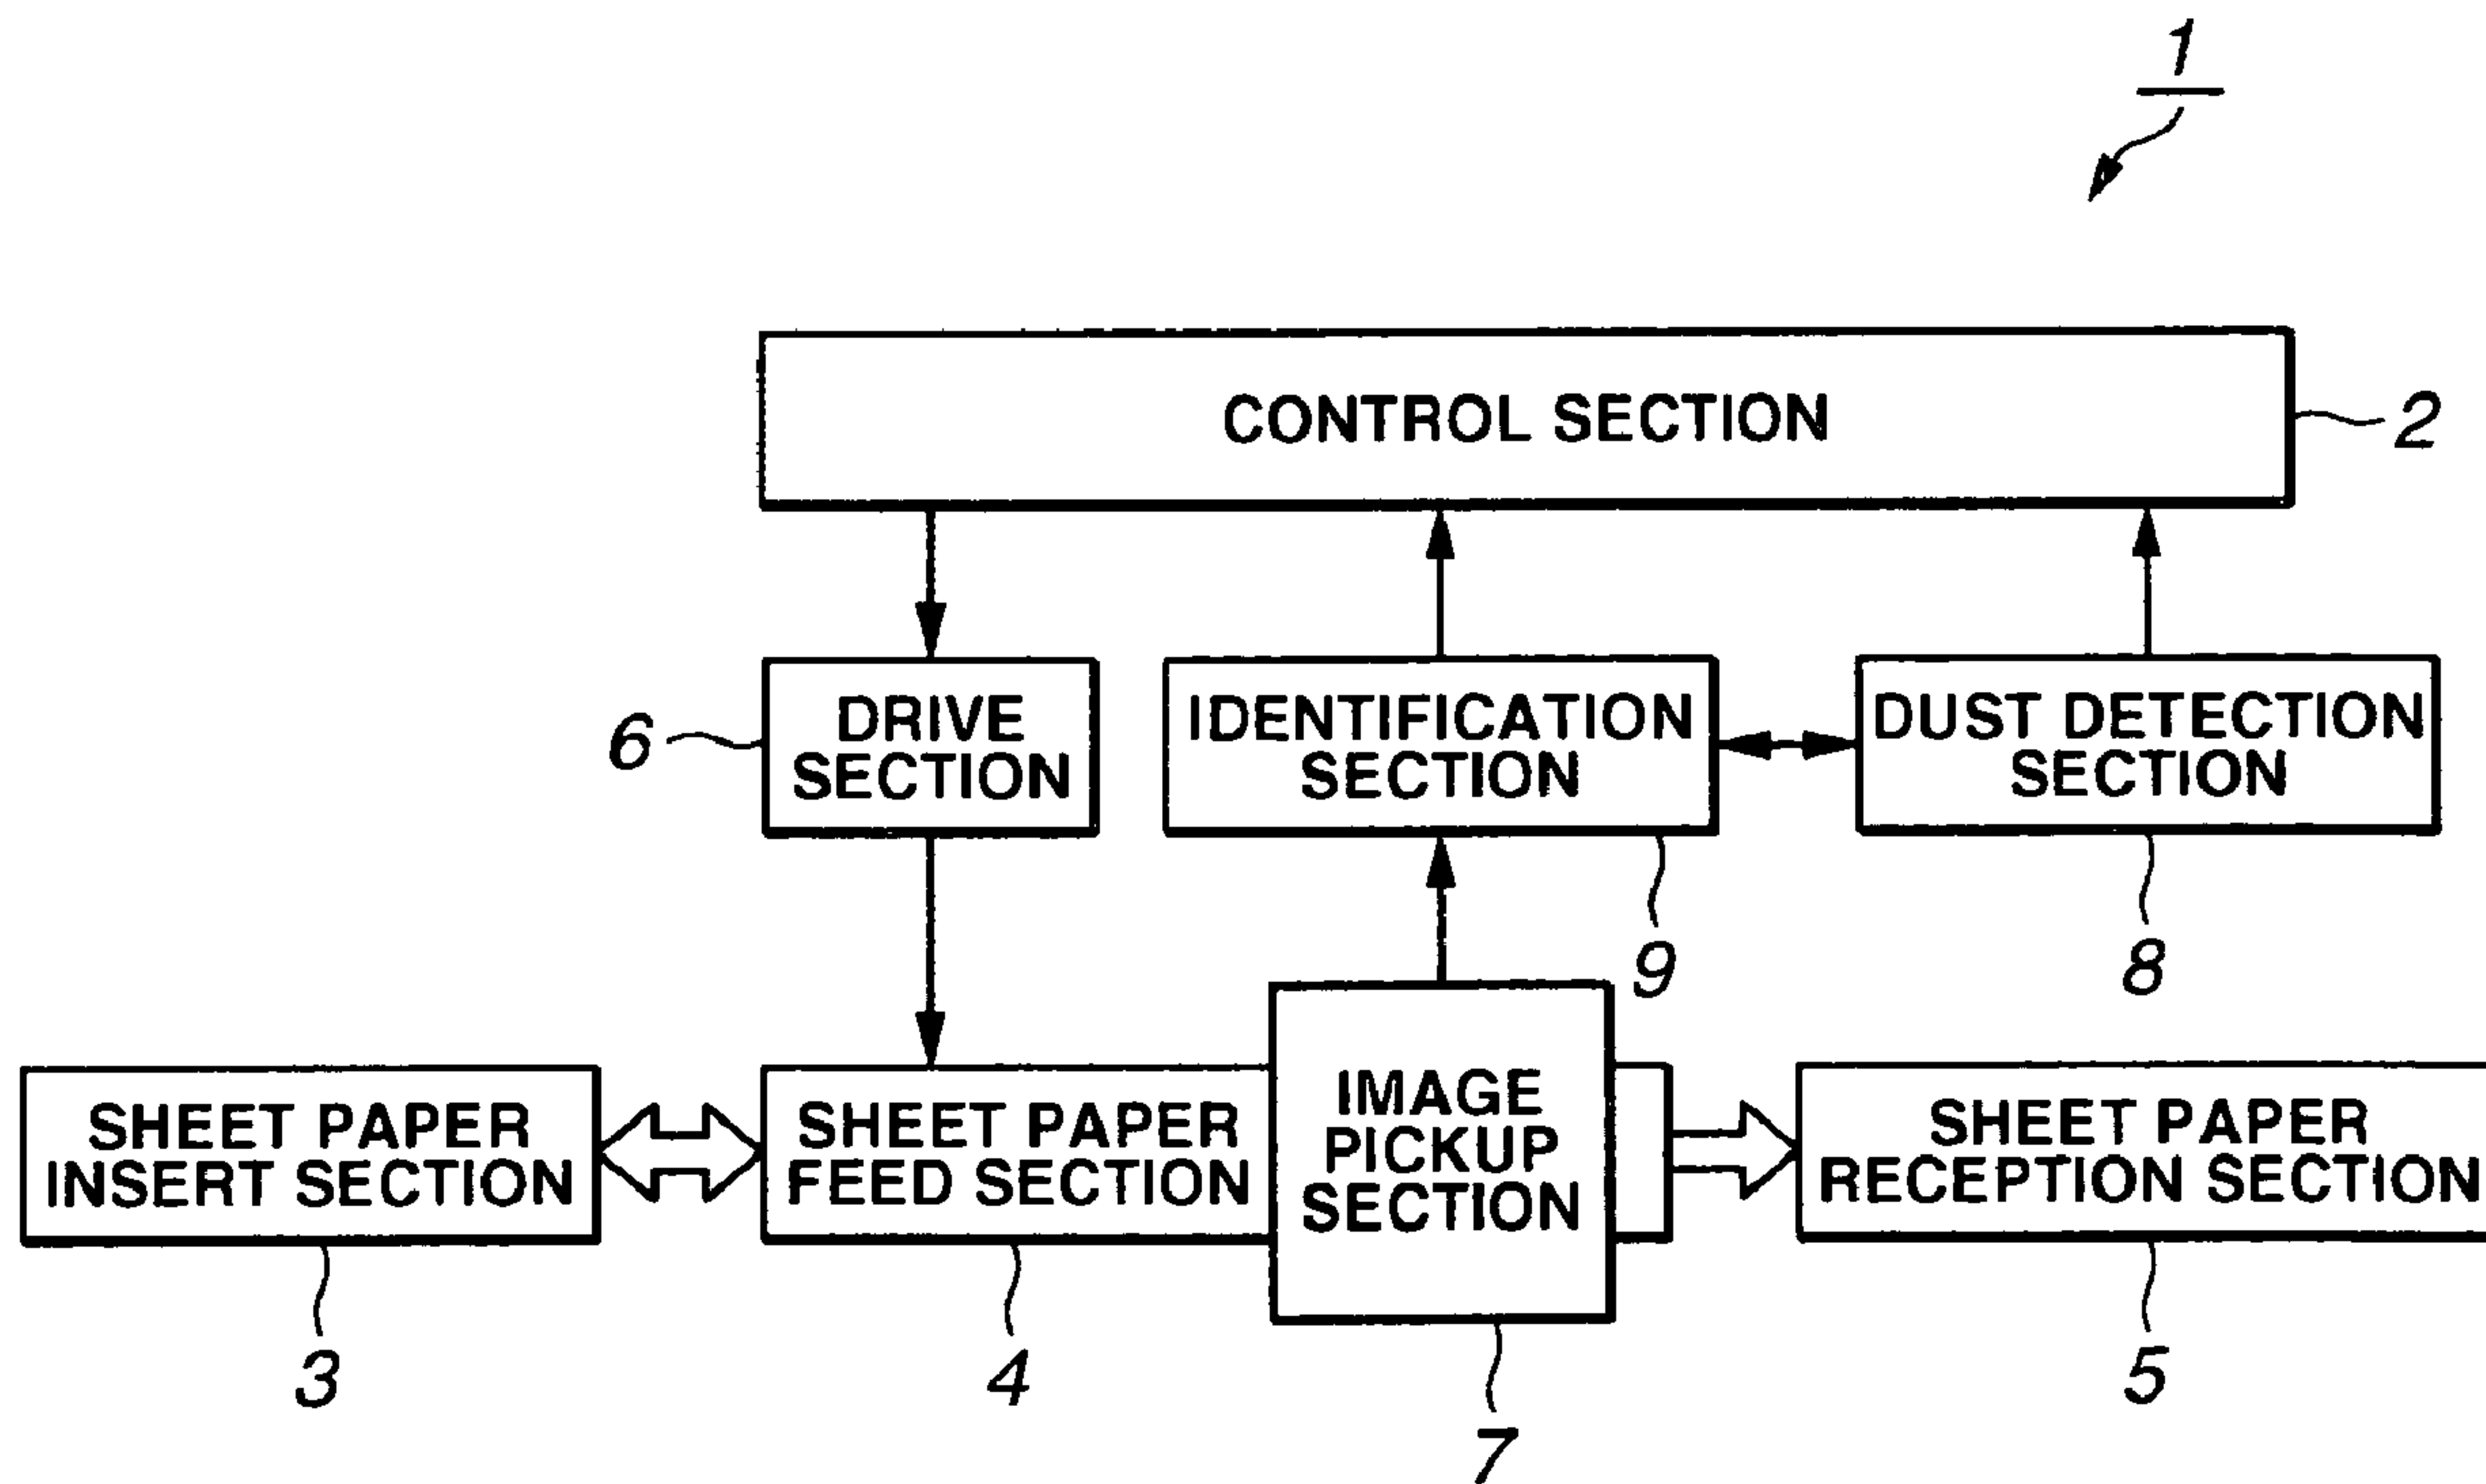 1
CONTROL SECTION
2
6
DRIVE
SECTION
IDENTIFICATION
SECTION
DUST DETECTION
SECTION
9
8
SHEET PAPER
INSERT SECTION
SHEET PAPER
FEED SECTION
IMAGE
PICKUP
SECTION
SHEET PAPER
RECEPTION SECTION
3
4
7
5